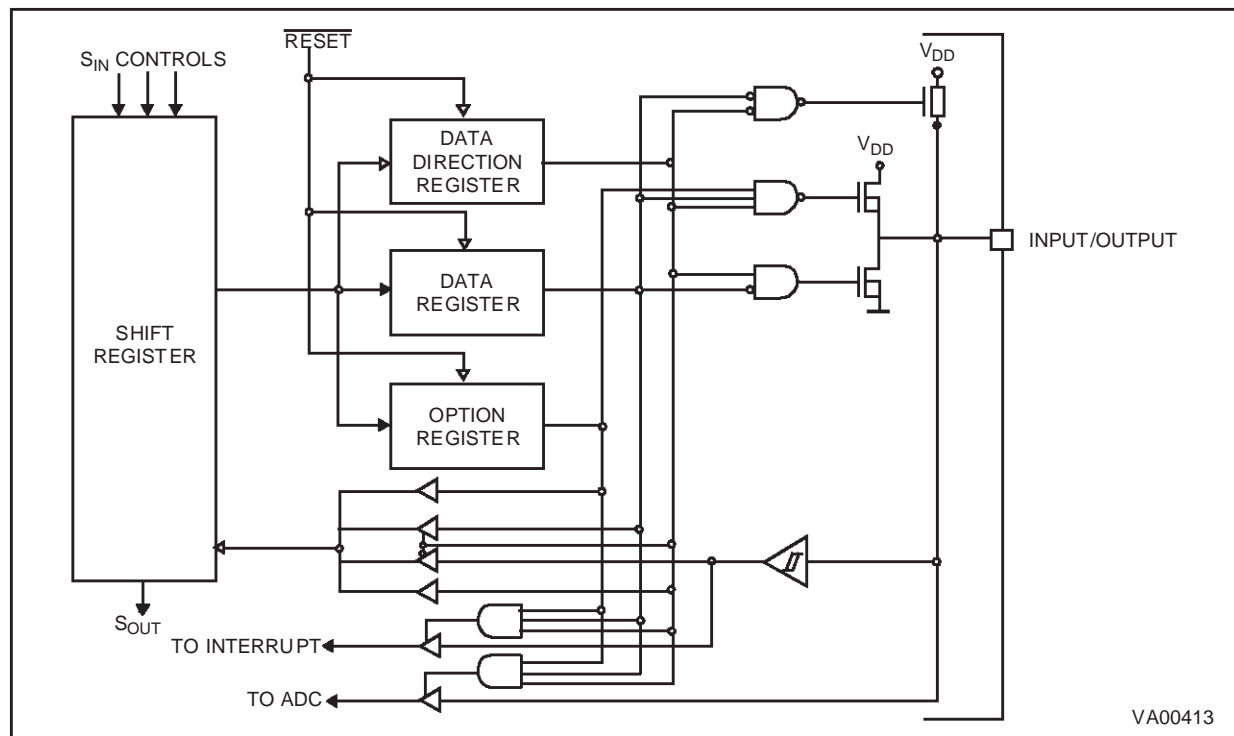 RESET
S_IN CONTROLS
V_DD
DATA
DIRECTION
REGISTER
V_DD
INPUT/OUTPUT
DATA
REGISTER
SHIFT
REGISTER
OPTION
REGISTER
S_OUT
TO INTERRUPT
TO ADC
VA00413